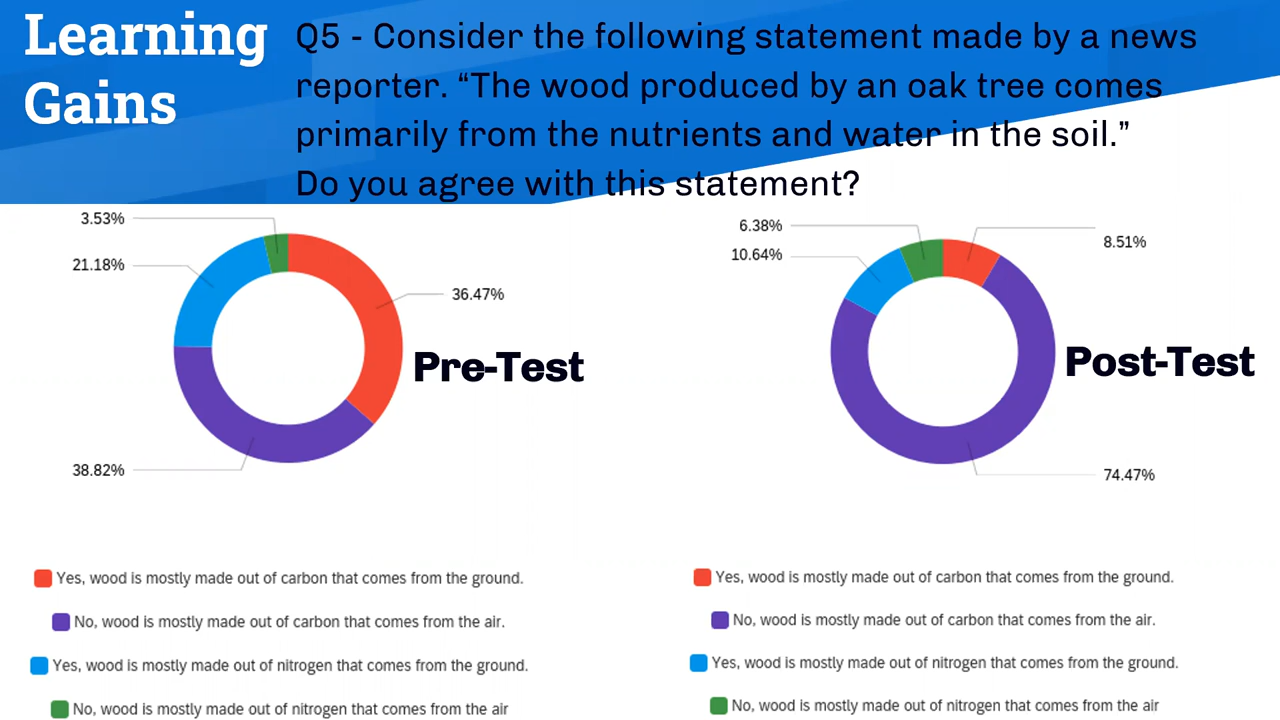 Learning
Gains
Q5 - Consider the following statement made by a news
reporter. “The wood produced by an oak tree comes
primarily from the nutrients and water in the soil.”
Do you agree with this statement?
3.53%
21.18%
36.47%
38.82%
Pre-Test
Yes, wood is mostly made out of carbon that comes from the ground.
No, wood is mostly made out of carbon that comes from the air.
Yes, wood is mostly made out of nitrogen that comes from the ground.
No, wood is mostly made out of nitrogen that comes from the air
6.38%
10.64%
8.51%
74.47%
Post-Test
Yes, wood is mostly made out of carbon that comes from the ground.
No, wood is mostly made out of carbon that comes from the air.
Yes, wood is mostly made out of nitrogen that comes from the ground.
No, wood is mostly made out of nitrogen that comes from the air